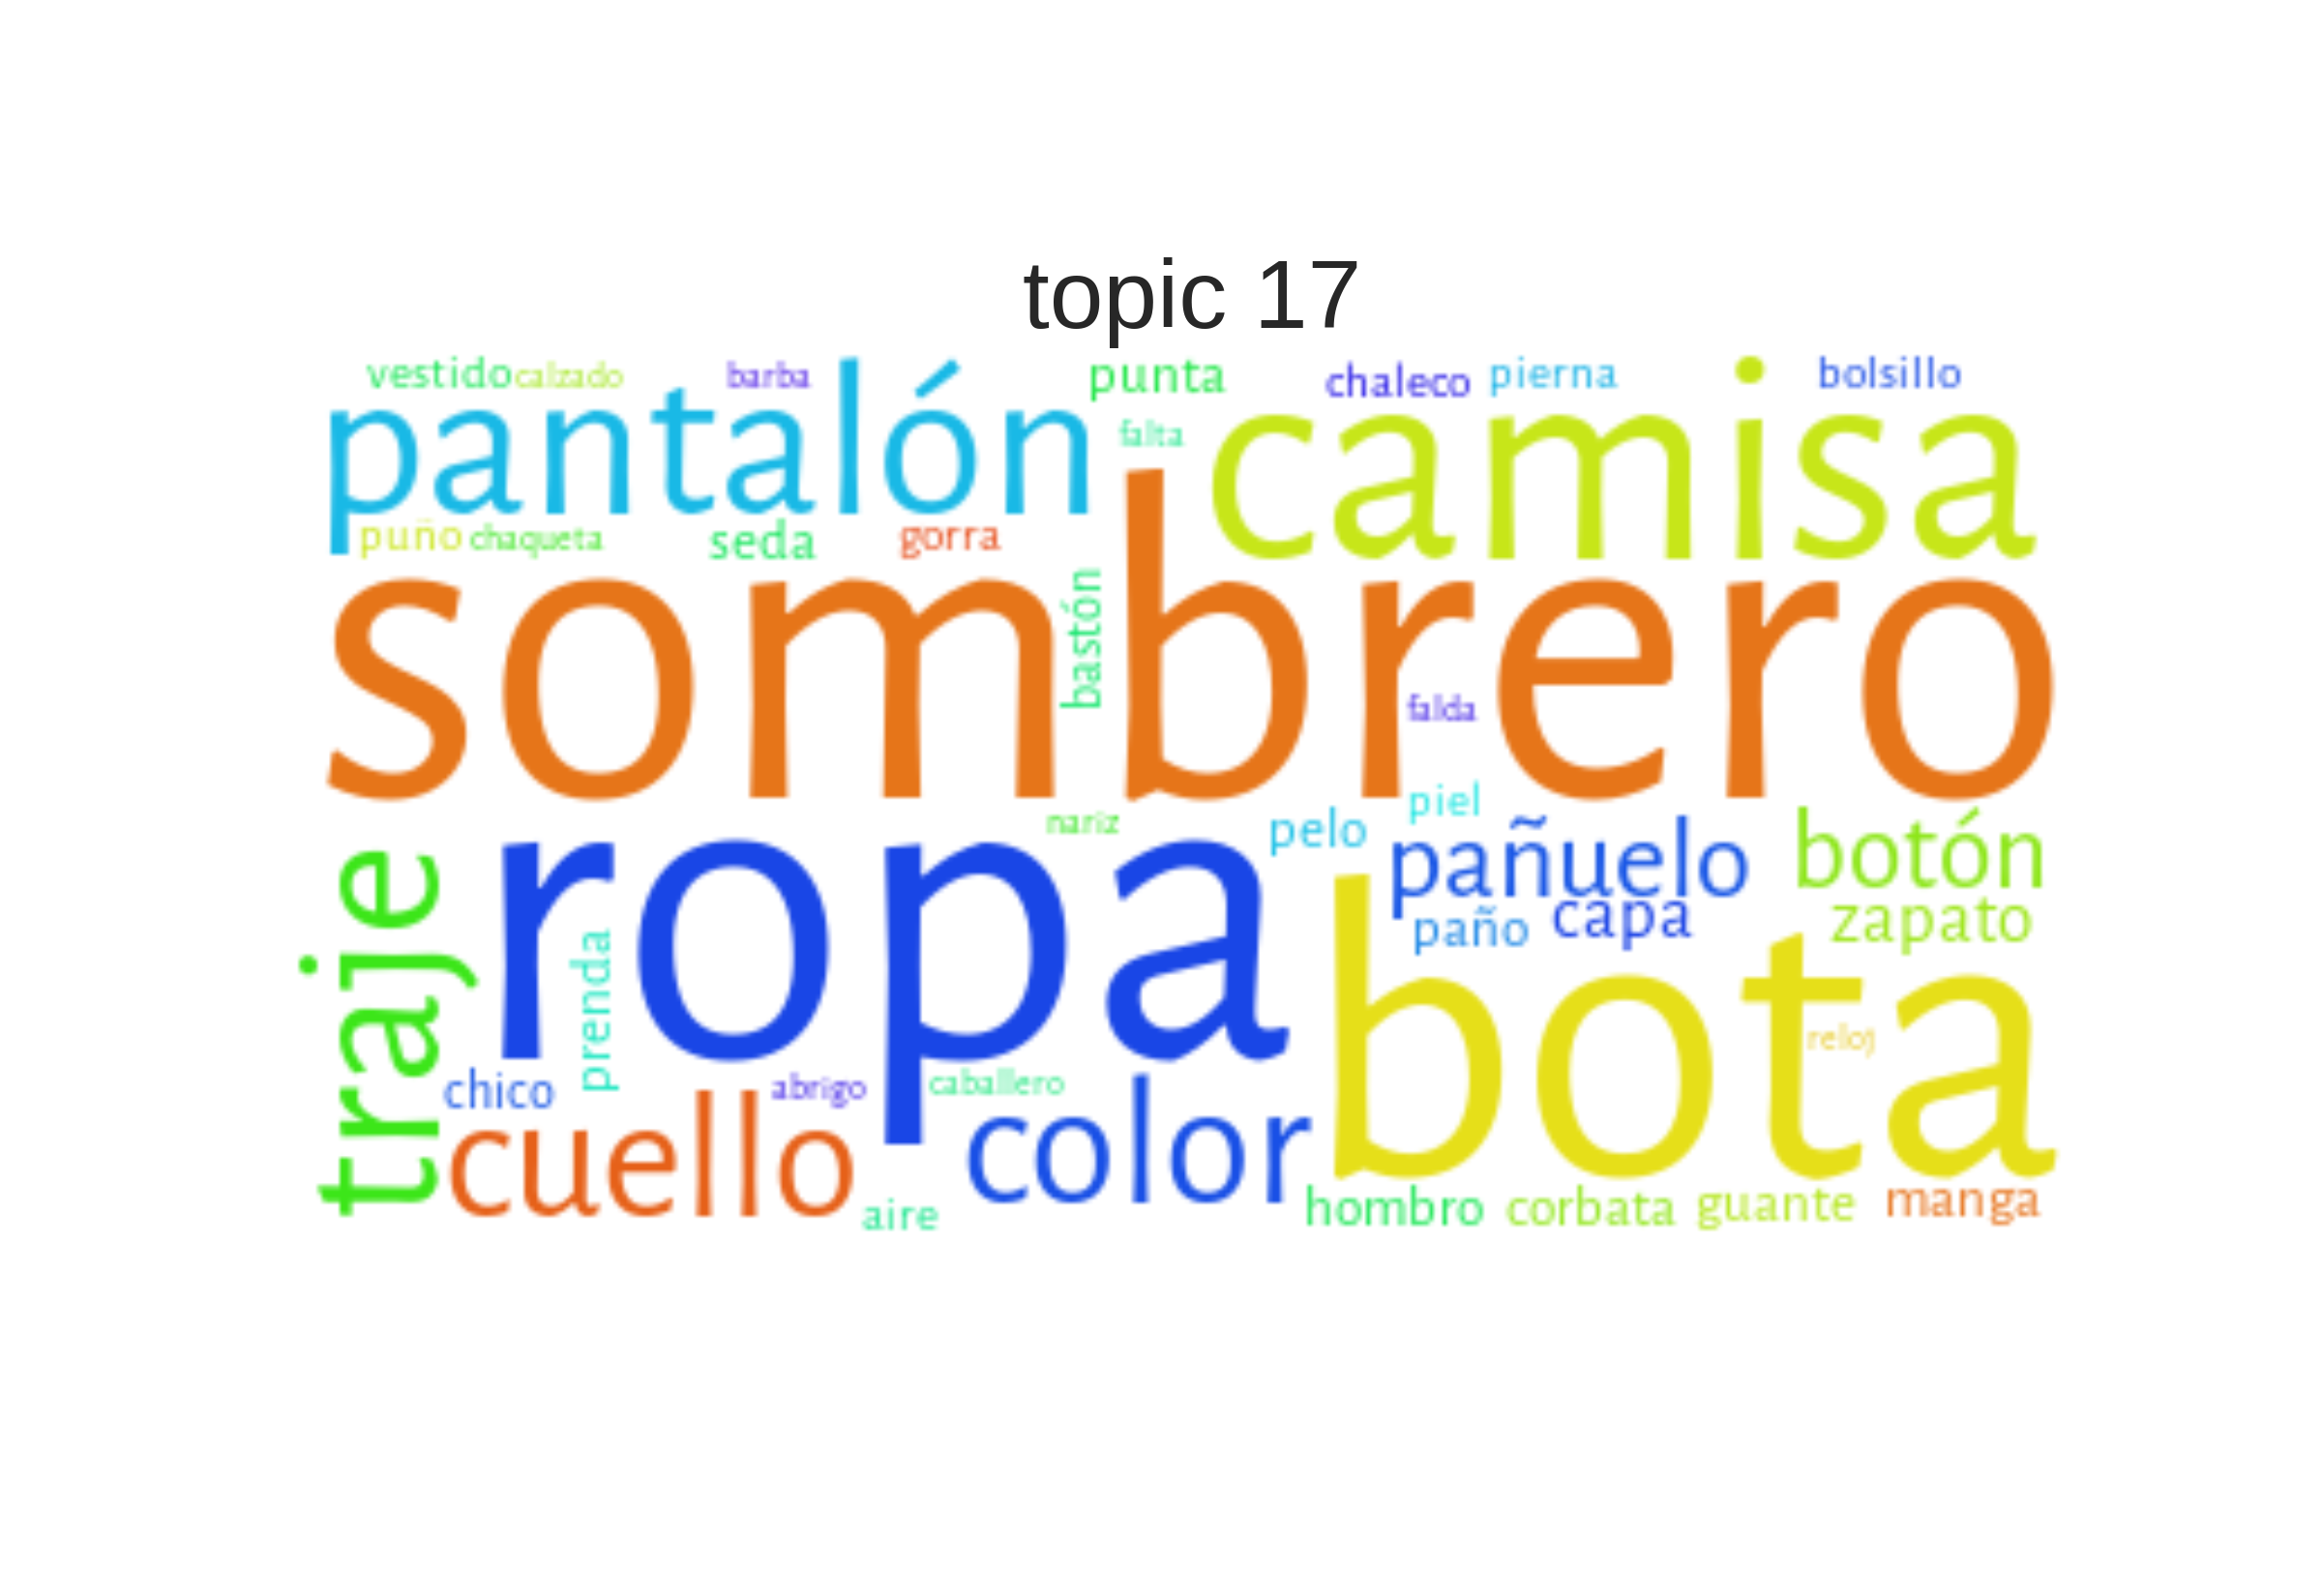 topic 17
vestido calzado barba punta chaleco pierna bolsillo
pantalón falta camisa
puño chaqueta seda gorra
sombrero
bastón
falda
piel
nariz pelo pañuelo botón
ropa paño capa zapato
traje
prenda
bota
reloj
chico abrigo caballero
cuello color
aire hombro corbata guante manga